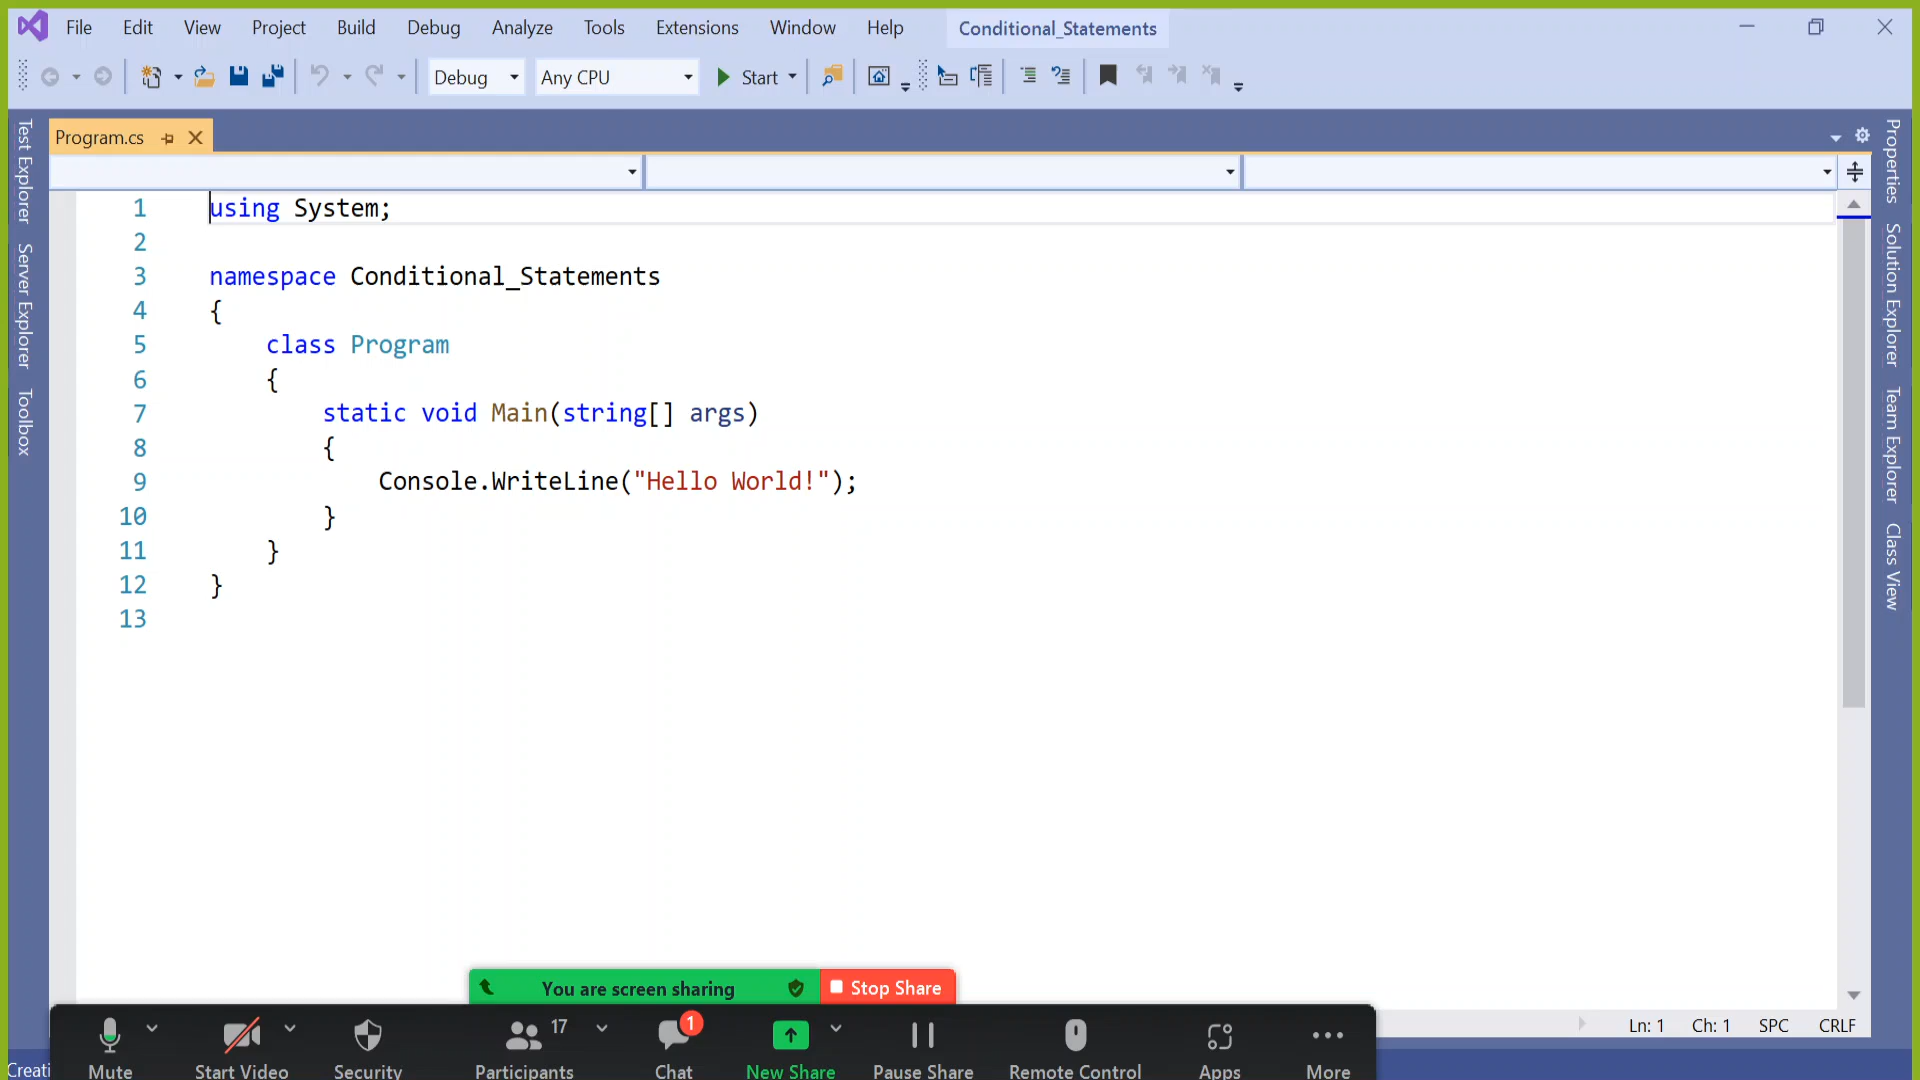 File Edit View Project Build Debug Analyze Tools Extensions Window Help Conditional_Statements
Debug Any CPU Start
Program.cs
Test Explorer
Server Explorer
Toolbox
1 using System;
2
3 namespace Conditional_Statements
4 {
5 class Program
6 {
7 static void Main(string[] args)
8 {
9 Console.WriteLine("Hello World!");
10 }
11 }
12 }
13
Properties
Solution Explorer
Team Explorer
Class View
You are screen sharing Stop Share
Ln: 1 Ch: 1 SPC CRLF
17 1
Creati Mute Start Video Security Participants Chat New Share Pause Share Remote Control Apps More